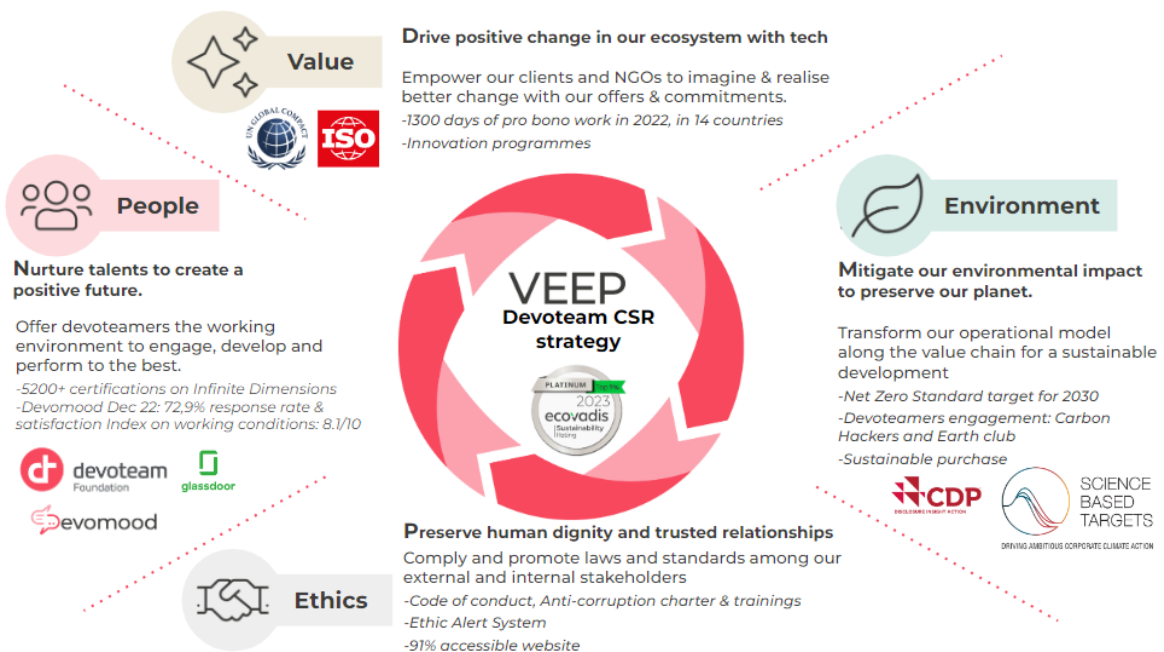 Value
Drive positive change in our ecosystem with tech
Empower our clients and NGOs to imagine & realise
better change with our offers & commitments.
-1300 days of pro bono work in 2022, in 14 countries
-Innovation programmes
UN GLOBAL COMPACT
ISO
People
Nurture talents to create a
positive future.
Offer devoteamers the working
environment to engage, develop and
perform to the best.
-5200+ certifications on Infinite Dimensions
-Devomood Dec 22: 72,9% response rate &
satisfaction Index on working conditions: 8.1/10
devoteam
Foundation
glassdoor
Devomood
VEEP
Devoteam CSR
strategy
PLATINUM
Top 1%
2023
ecovadis
Sustainability
Rating
Environment
Mitigate our environmental impact
to preserve our planet.
Transform our operational model
along the value chain for a sustainable
development
-Net Zero Standard target for 2030
-Devoteamers engagement: Carbon
Hackers and Earth club
-Sustainable purchase
CDP
DISCLOSURE INSIGHT ACTION
SCIENCE
BASED
TARGETS
DRIVING AMBITIOUS CORPORATE CLIMATE ACTION
Ethics
Preserve human dignity and trusted relationships
Comply and promote laws and standards among our
external and internal stakeholders
-Code of conduct, Anti-corruption charter & trainings
-Ethic Alert System
-91% accessible website